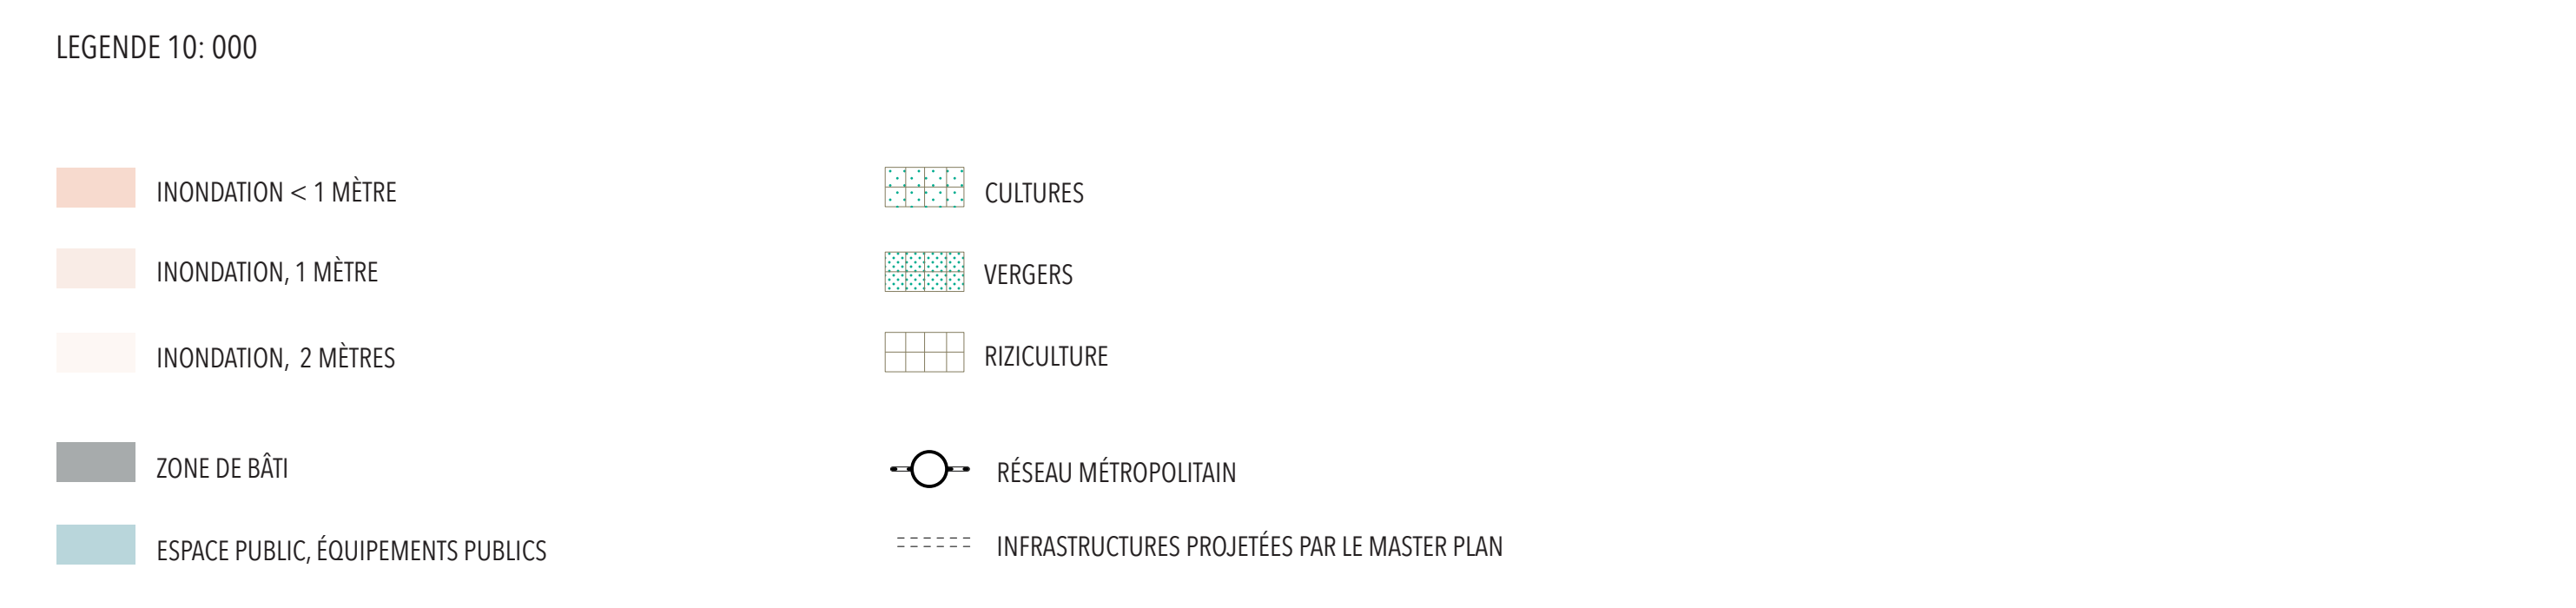 LEGENDE 10: 000
INONDATION < 1 MÈTRE
INONDATION, 1 MÈTRE
INONDATION, 2 MÈTRES
ZONE DE BÂTI
ESPACE PUBLIC, ÉQUIPEMENTS PUBLICS
CULTURES
VERGERS
RIZICULTURE
RÉSEAU MÉTROPOLITAIN
INFRASTRUCTURES PROJETÉES PAR LE MASTER PLAN